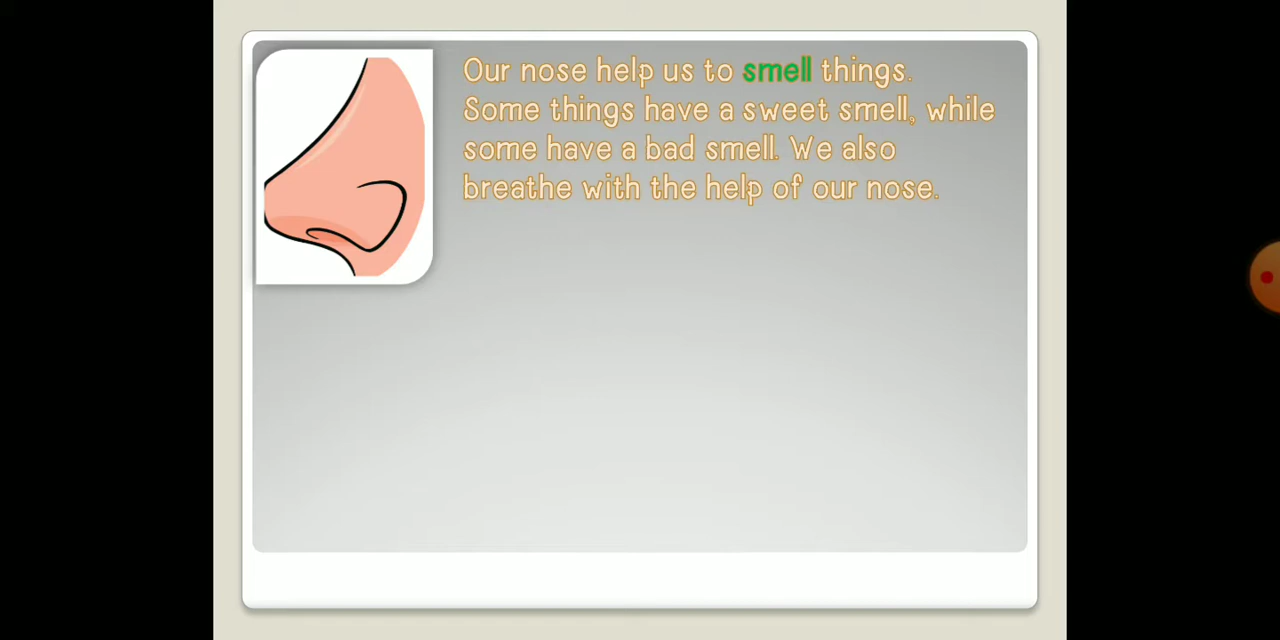 Our nose help us to smell things.
Some things have a sweet smell, while
some have a bad smell. We also
breathe with the help of our nose.